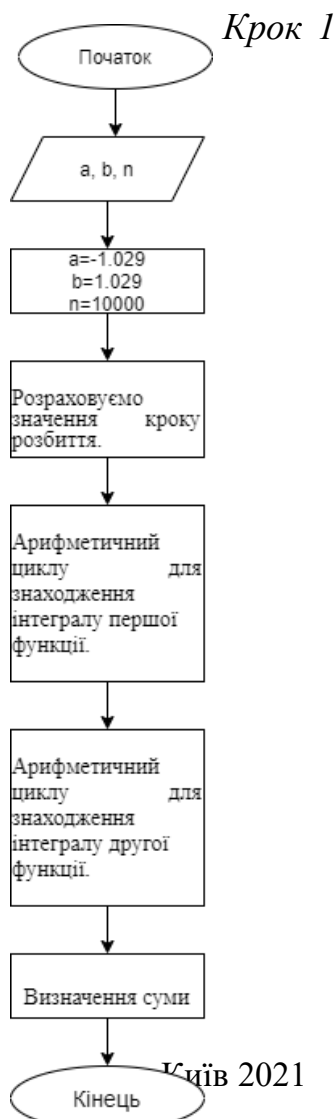 Крок 1
Початок
a, b, n
a=-1.029
b=1.029
n=10000
Розраховуємо
значення кроку
розбиття.
Арифметичний
циклу для
знаходження
інтегралу першої
функції.
Арифметичний
циклу для
знаходження
інтегралу другої
функції.
Визначення суми
Київ 2021
Кінець